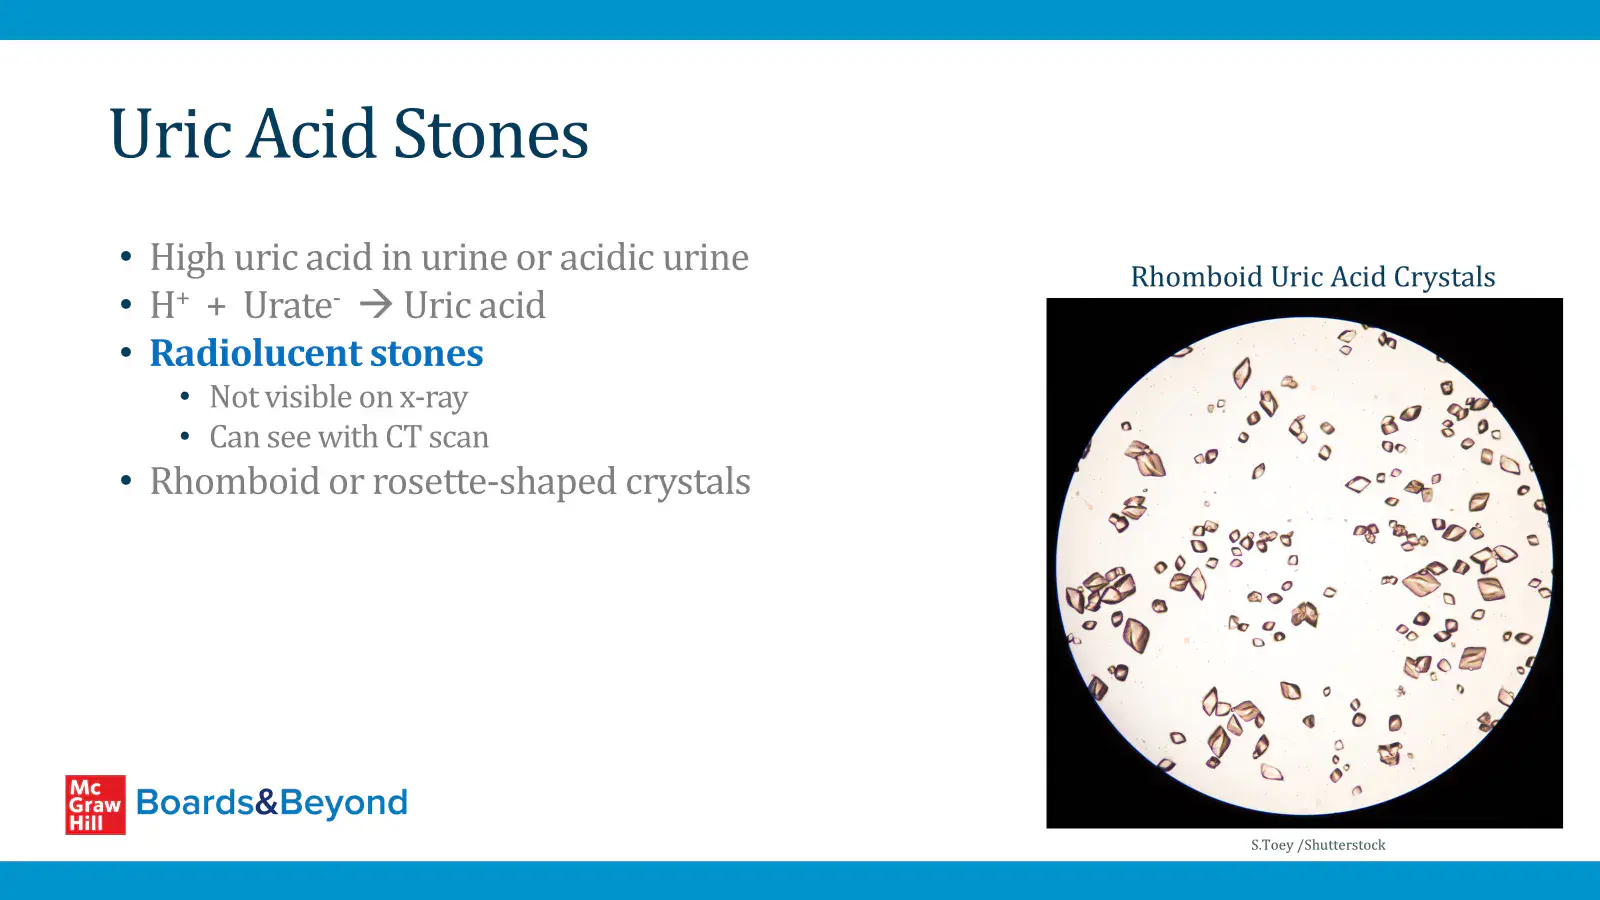 Uric Acid Stones
• High uric acid in urine or acidic urine
• H⁺ + Urate⁻ → Uric acid
• Radiolucent stones
• Not visible on x-ray
• Can see with CT scan
• Rhomboid or rosette-shaped crystals
Rhomboid Uric Acid Crystals
S.Toey /Shutterstock
Mc
Graw
Hill
Boards&Beyond